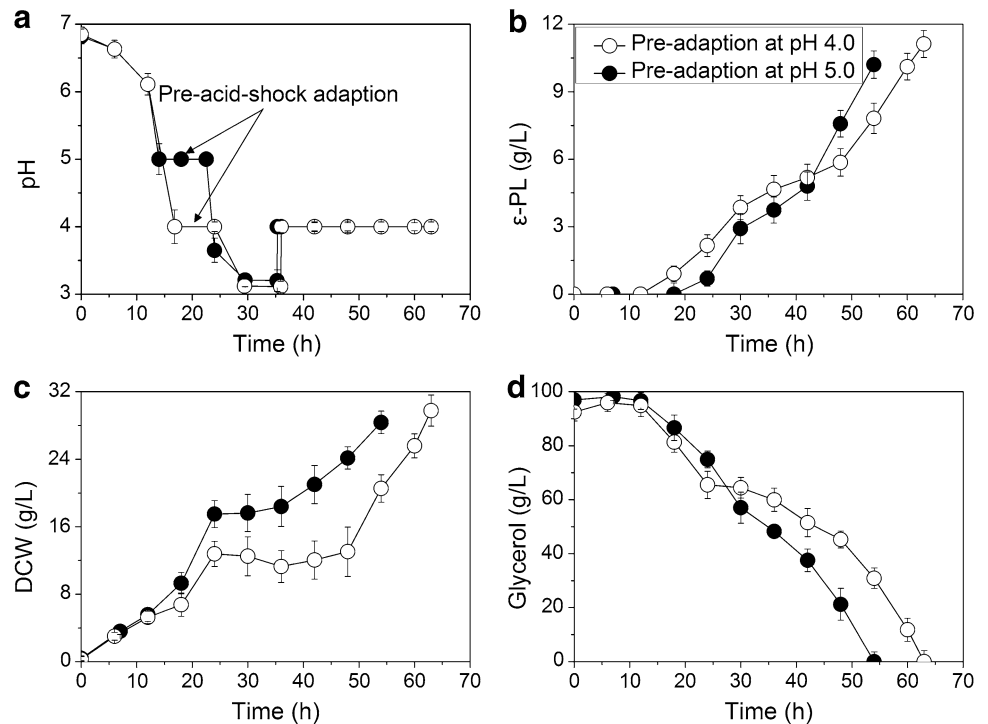 a
7
6
5
4
3
pH
Pre-acid-shock adaption
0 10 20 30 40 50 60 70
Time (h)
b
12
9
6
3
0
ε-PL (g/L)
Pre-adaption at pH 4.0
Pre-adaption at pH 5.0
0 10 20 30 40 50 60 70
Time (h)
c
32
24
16
8
0
DCW (g/L)
0 10 20 30 40 50 60 70
Time (h)
d
100
80
60
40
20
0
Glycerol (g/L)
0 10 20 30 40 50 60 70
Time (h)